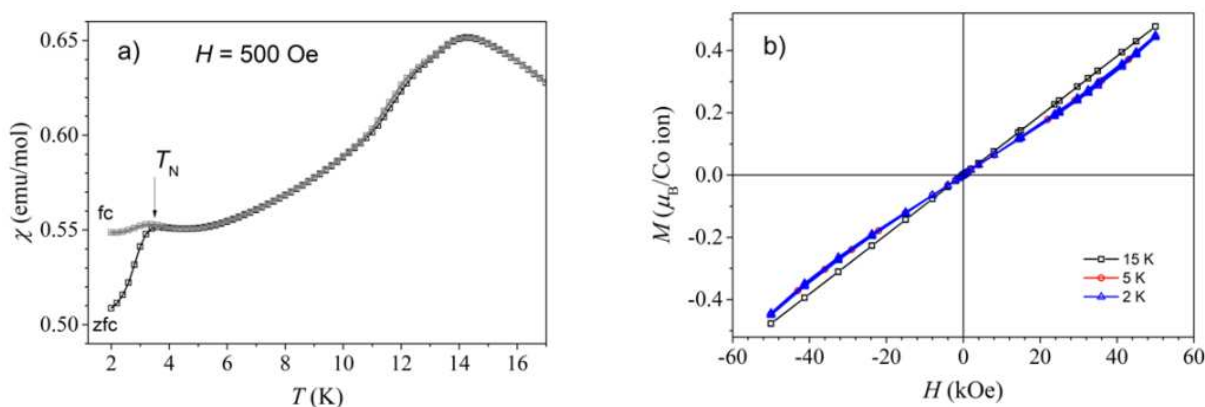 a)
H = 500 Oe
0.65
0.60
0.55
0.50
χ (emu/mol)
T_N
fc
zfc
2 4 6 8 10 12 14 16
T (K)
b)
0.4
0.2
0.0
-0.2
-0.4
M (μ_B/Co ion)
15 K
5 K
2 K
-60 -40 -20 0 20 40 60
H (kOe)